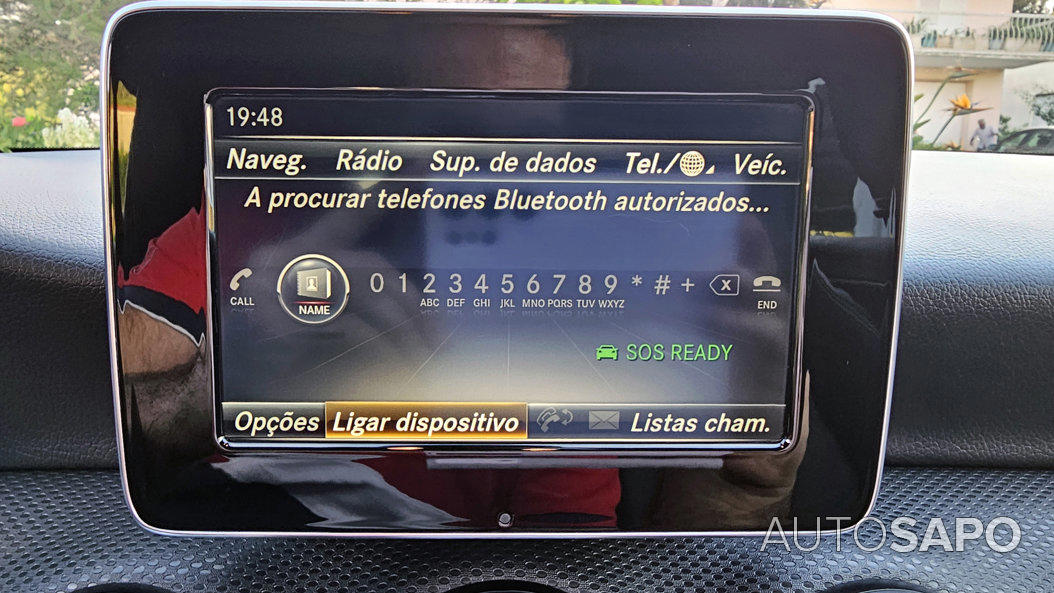 19:48
Naveg. Rádio Sup. de dados Tel./ Veíc.
A procurar telefones Bluetooth autorizados...
0 1 2 3 4 5 6 7 8 9 * # + X
CALL NAME ABC DEF GHI JKL MNO PQRS TUV WXYZ END
SOS READY
Opções Ligar dispositivo Listas cham.
AUTOSAPO